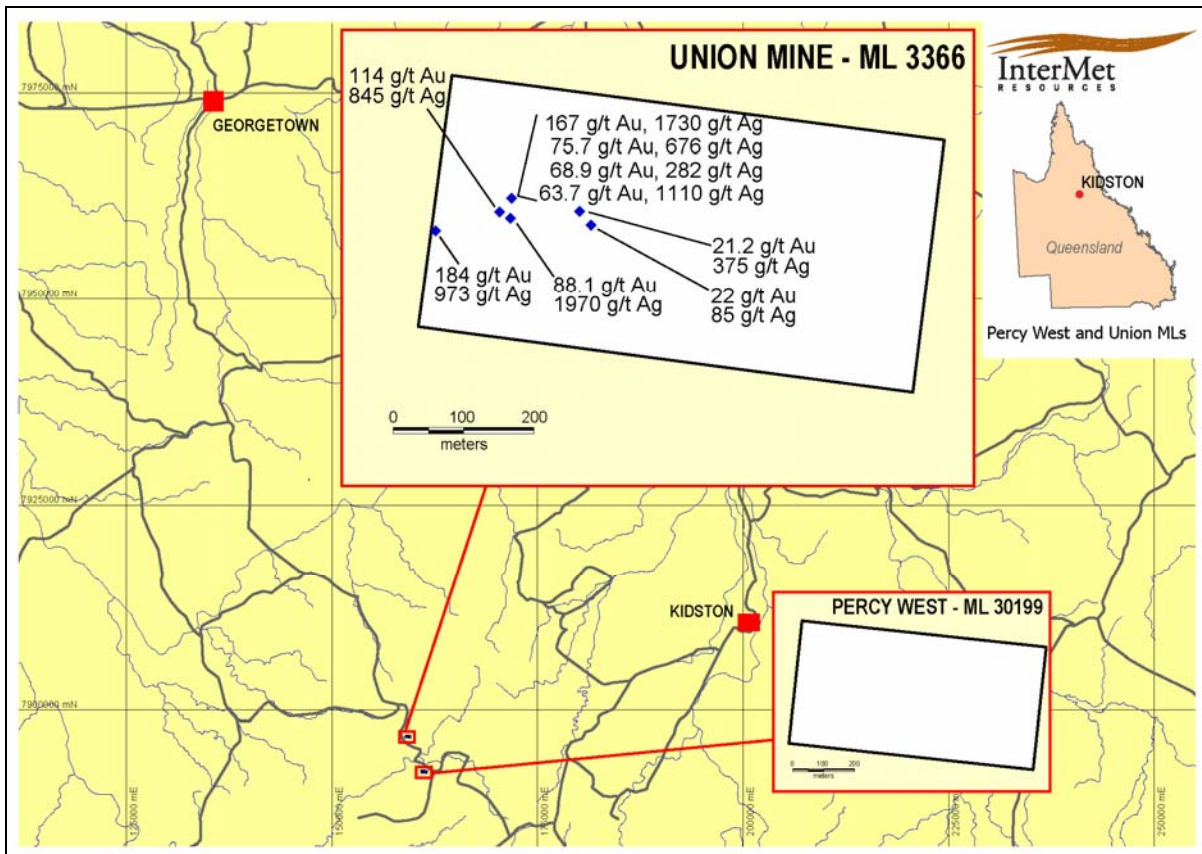 UNION MINE - ML 3366
InterMet
RESOURCES
114 g/t Au
845 g/t Ag
167 g/t Au, 1730 g/t Ag
75.7 g/t Au, 676 g/t Ag
68.9 g/t Au, 282 g/t Ag
63.7 g/t Au, 1110 g/t Ag
184 g/t Au
973 g/t Ag
88.1 g/t Au
1970 g/t Ag
21.2 g/t Au
375 g/t Ag
22 g/t Au
85 g/t Ag
0 100 200
meters
KIDSTON
Queensland
Percy West and Union MLs
7975000 mN
GEORGETOWN
7950000 mN
7925000 mN
KIDSTON
PERCY WEST - ML 30199
0 100 200
meters
7900000 mN
125000 mE
150000 mE
200000 mE
225000 mE
250000 mE